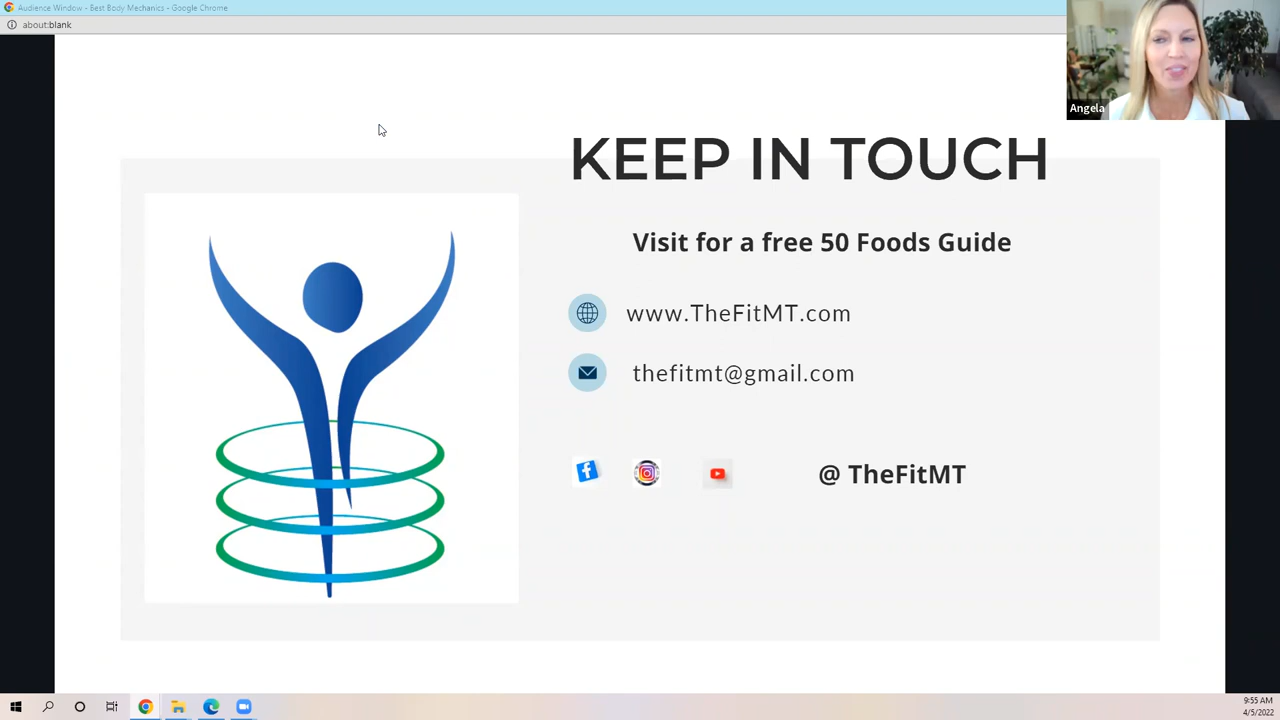 Audience Window - Best Body Mechanics - Google Chrome
about:blank
Angela
KEEP IN TOUCH
Visit for a free 50 Foods Guide
www.TheFitMT.com
thefitmt@gmail.com
@ TheFitMT
9:55 AM
4/5/2022